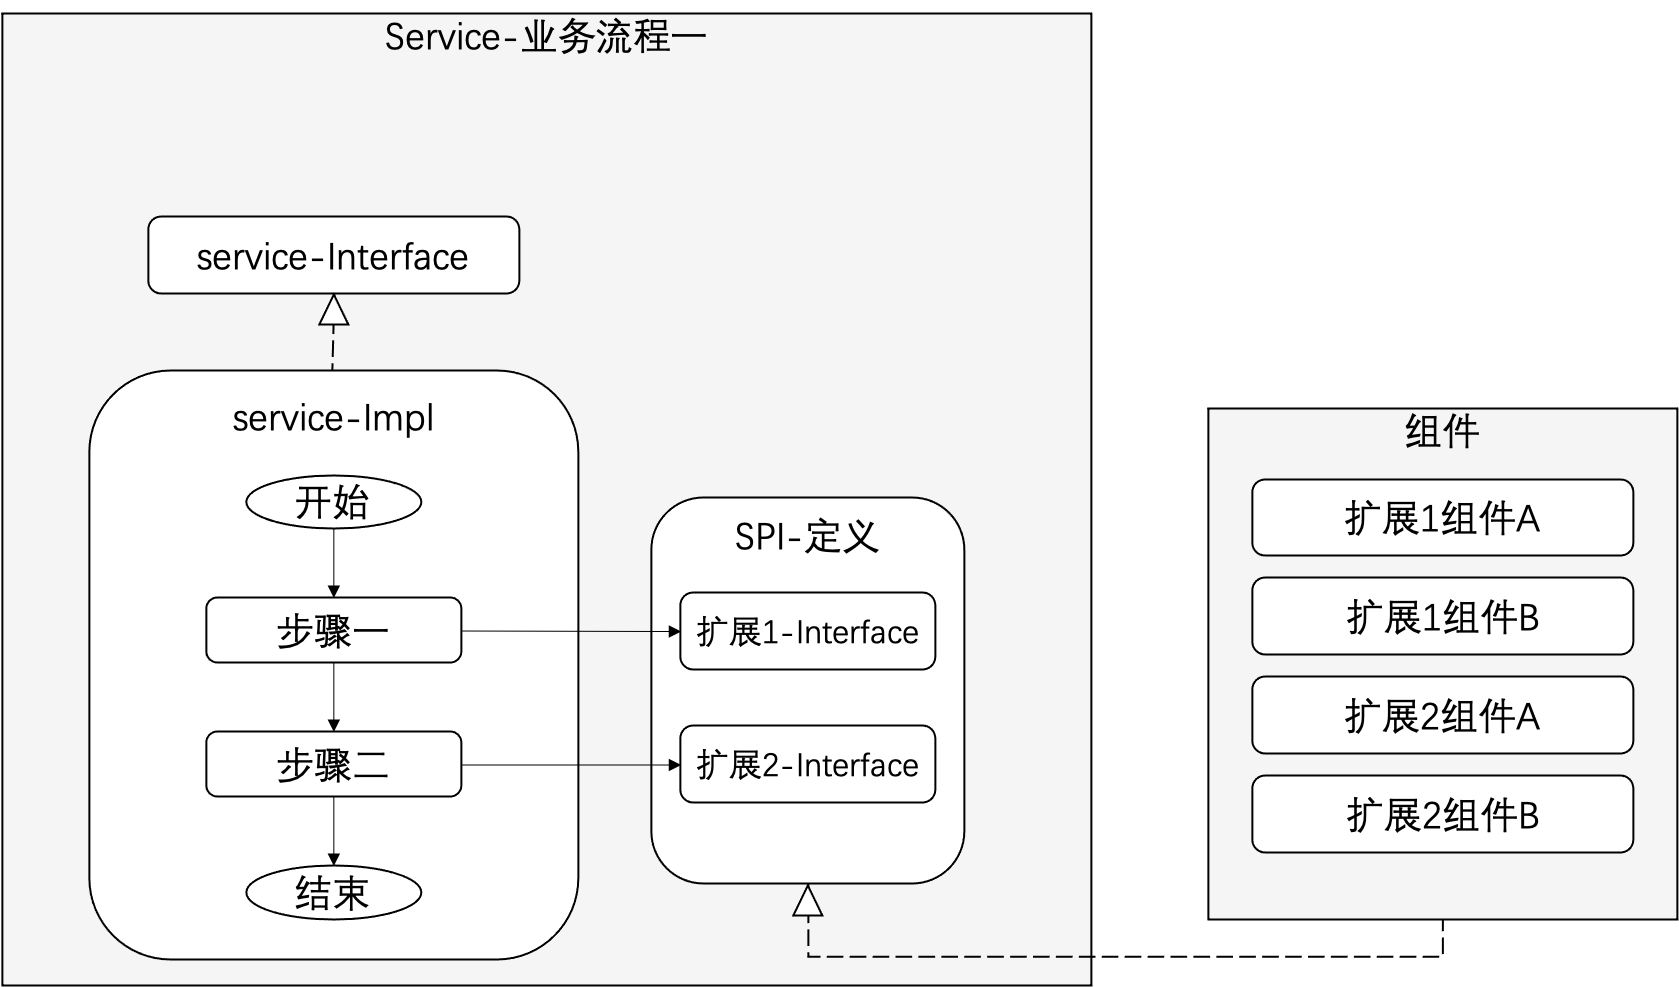 Service-业务流程一
service-Interface
service-Impl
开始
步骤一
步骤二
结束
SPI-定义
扩展1-Interface
扩展2-Interface
组件
扩展1组件A
扩展1组件B
扩展2组件A
扩展2组件B